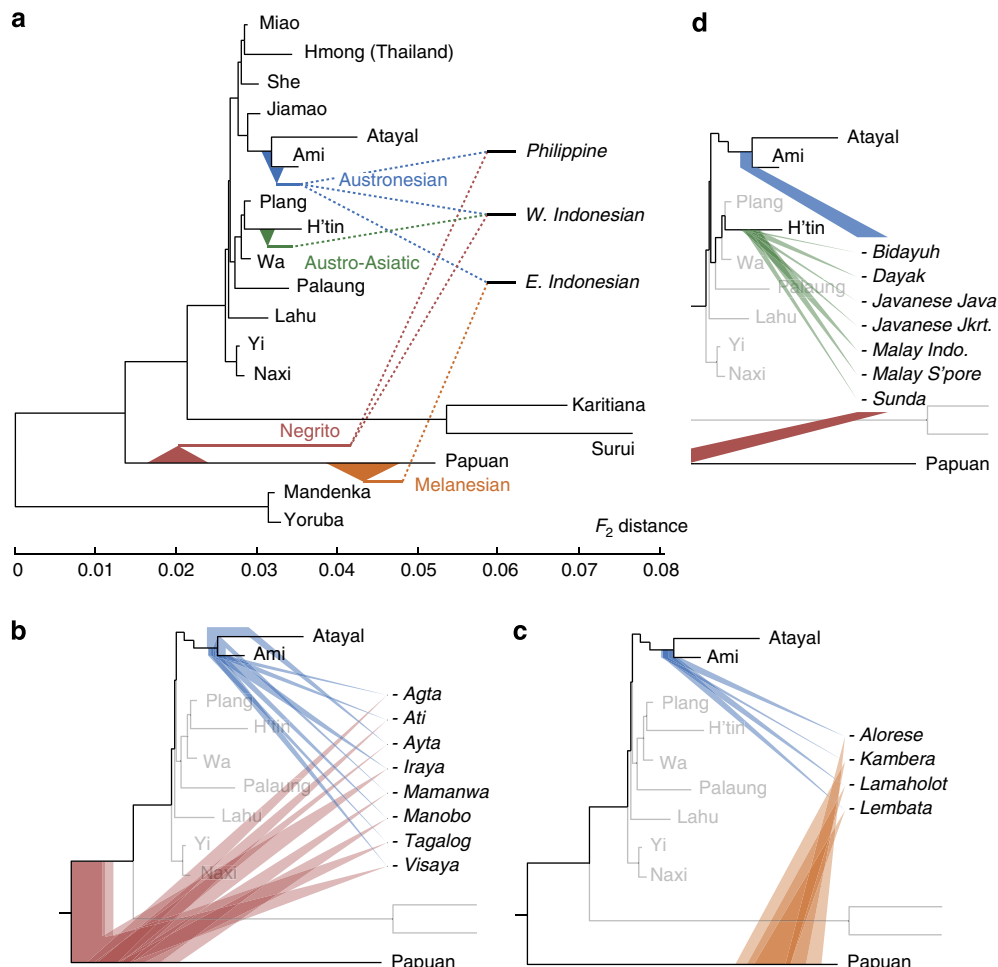 a
Miao
Hmong (Thailand)
She
Jiamao
Atayal
Ami
Austronesian
Plang
H'tin
Wa
Austro-Asiatic
Palaung
Lahu
Yi
Naxi
Karitiana
Surui
Negrito
Papuan
Melanesian
Mandenka
Yoruba
Philippine
W. Indonesian
E. Indonesian
F2 distance
0 0.01 0.02 0.03 0.04 0.05 0.06 0.07 0.08
d
Atayal
Ami
Plang
H'tin
Wa
Palaung
Lahu
Yi
Naxi
- Bidayuh
- Dayak
- Javanese Java
- Javanese Jkrt.
- Malay Indo.
- Malay S'pore
- Sunda
Papuan
b
Atayal
Ami
Plang
H'tin
Wa
Palaung
Lahu
Yi
Naxi
- Agta
- Ati
- Ayta
- Iraya
- Mamanwa
- Manobo
- Tagalog
- Visaya
Papuan
c
Atayal
Ami
Plang
H'tin
Wa
Palaung
Lahu
Yi
Naxi
- Alorese
- Kambera
- Lamaholot
- Lembata
Papuan